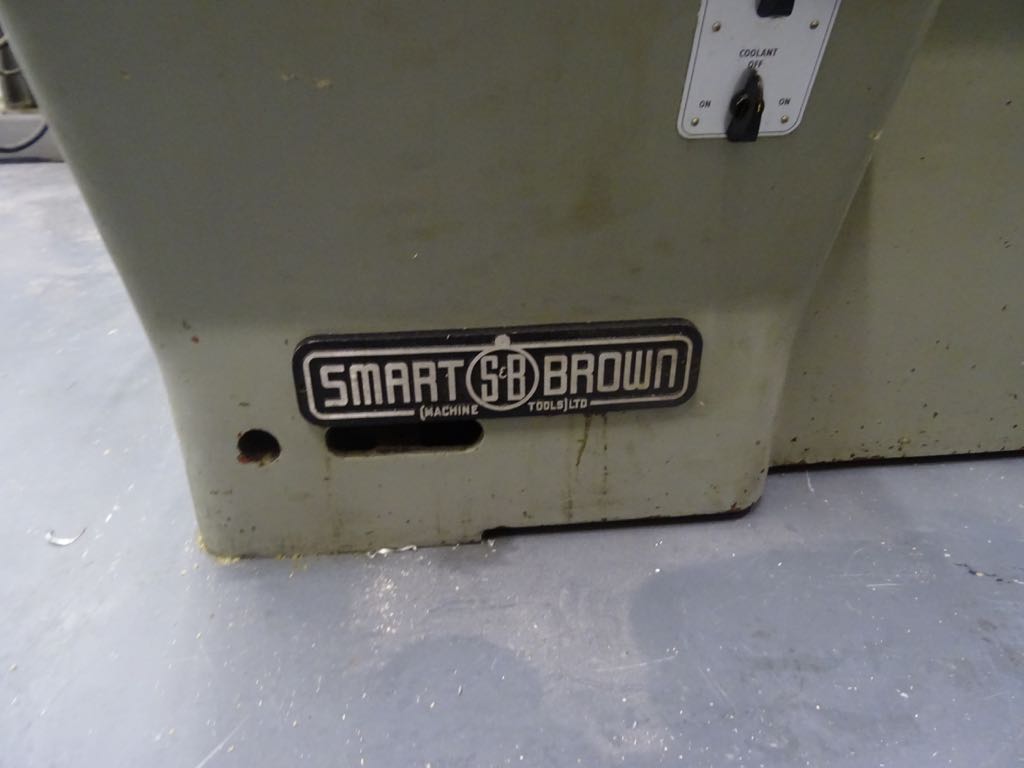 COOLANT
OFF
ON ON
SMART S&B BROWN
(MACHINE TOOLS) LTD